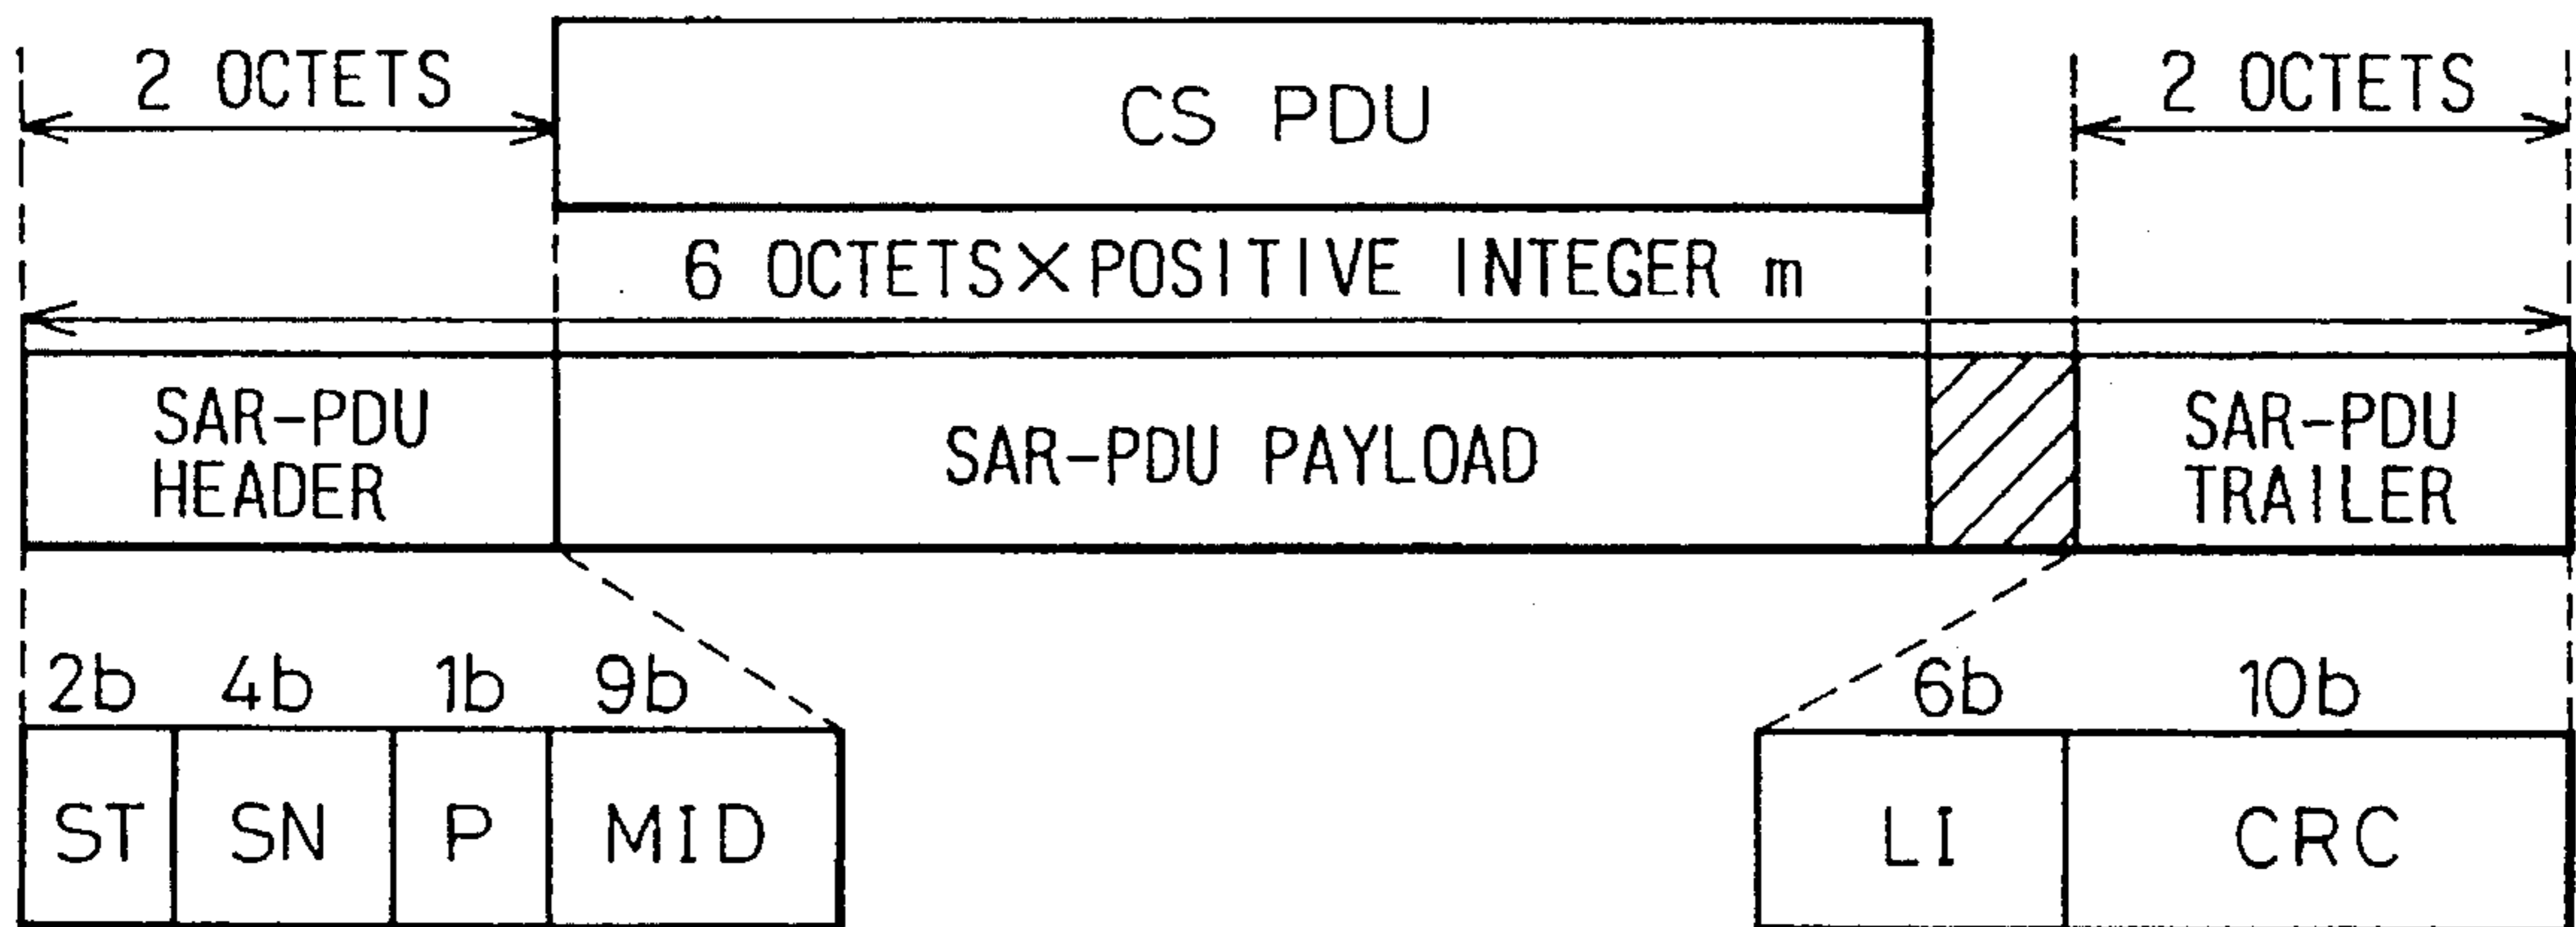 2 OCTETS
CS PDU
2 OCTETS
6 OCTETS×POSITIVE INTEGER m
SAR-PDU
HEADER
SAR-PDU PAYLOAD
SAR-PDU
TRAILER
2b 4b 1b 9b
6b 10b
ST SN P MID
LI CRC